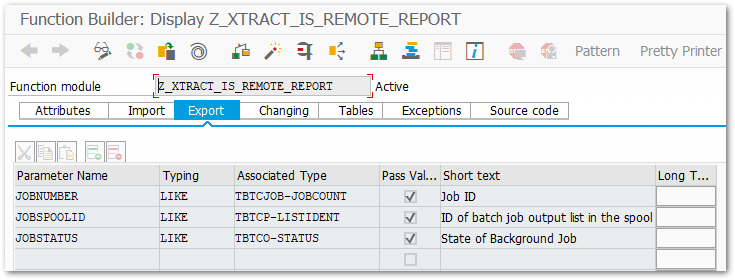 Function Builder: Display Z_XTRACT_IS_REMOTE_REPORT
Pattern Pretty Printer
Function module Z_XTRACT_IS_REMOTE_REPORT Active
Attributes Import Export Changing Tables Exceptions Source code
Parameter Name Typing Associated Type Pass Val... Short text Long T...
JOBNUMBER LIKE TBTCJOB-JOBCOUNT Job ID
JOBSPOOLID LIKE TBTCP-LISTIDENT ID of batch job output list in the spool
JOBSTATUS LIKE TBTCO-STATUS State of Background Job